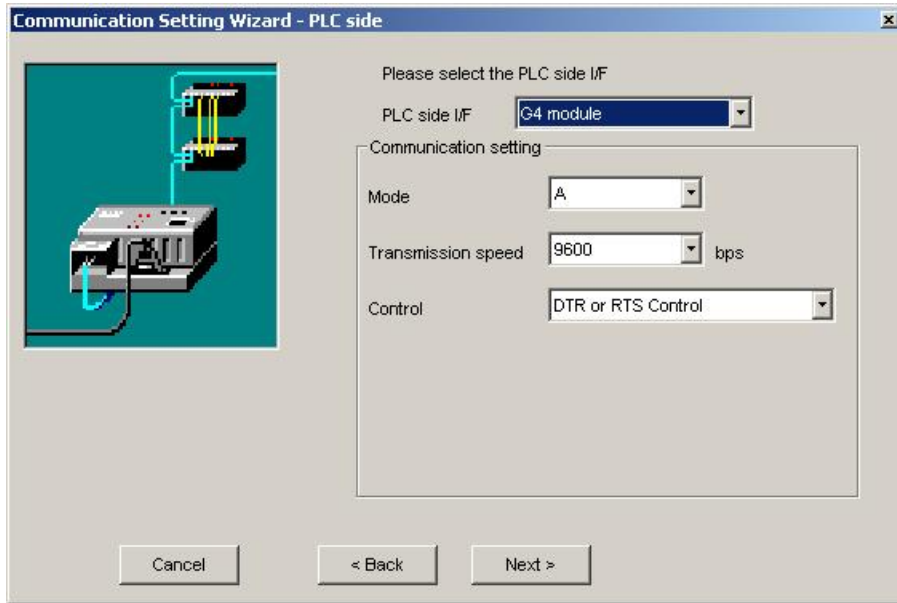 Communication Setting Wizard - PLC side
Please select the PLC side I/F
PLC side I/F G4 module
Communication setting
Mode A
Transmission speed 9600 bps
Control DTR or RTS Control
Cancel < Back Next >